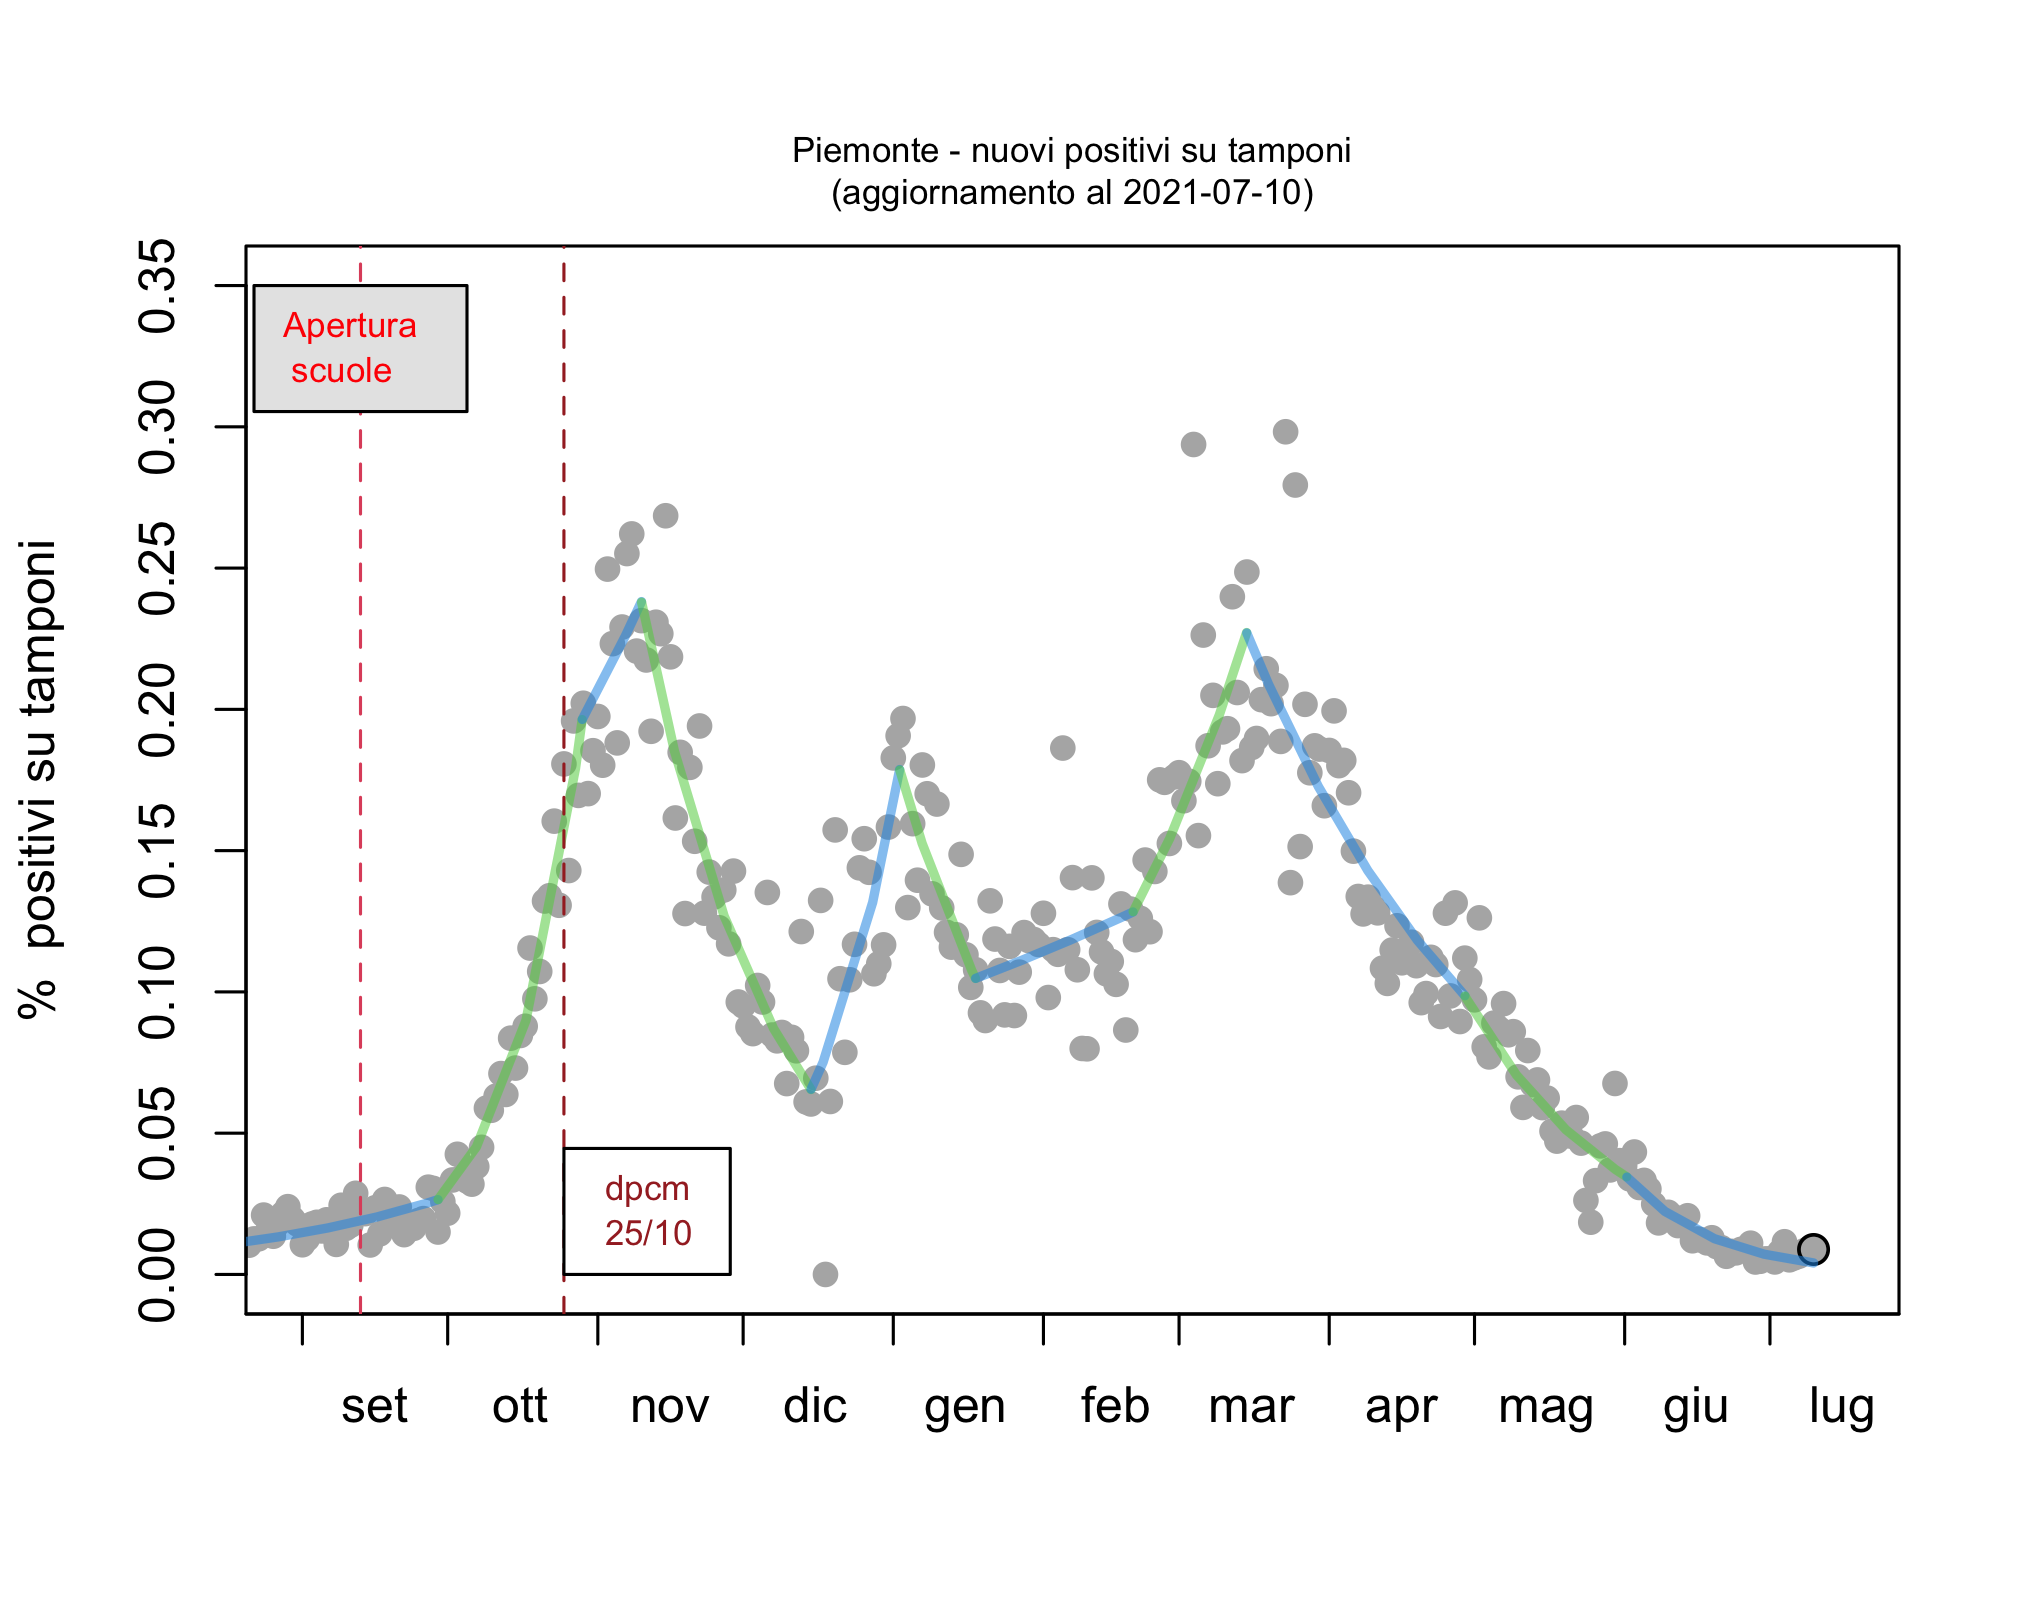 Piemonte - nuovi positivi su tamponi
(aggiornamento al 2021-07-10)
% positivi su tamponi
0.35
0.30
0.25
0.20
0.15
0.10
0.05
0.00
Apertura
scuole
dpcm
25/10
set ott nov dic gen feb mar apr mag giu lug